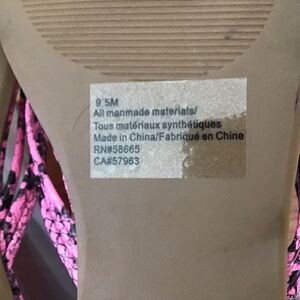 9.5M
All manmade materials/
Tous matériaux synthétiques
Made in China/Fabriqué en Chine
RN#58665
CA#57963